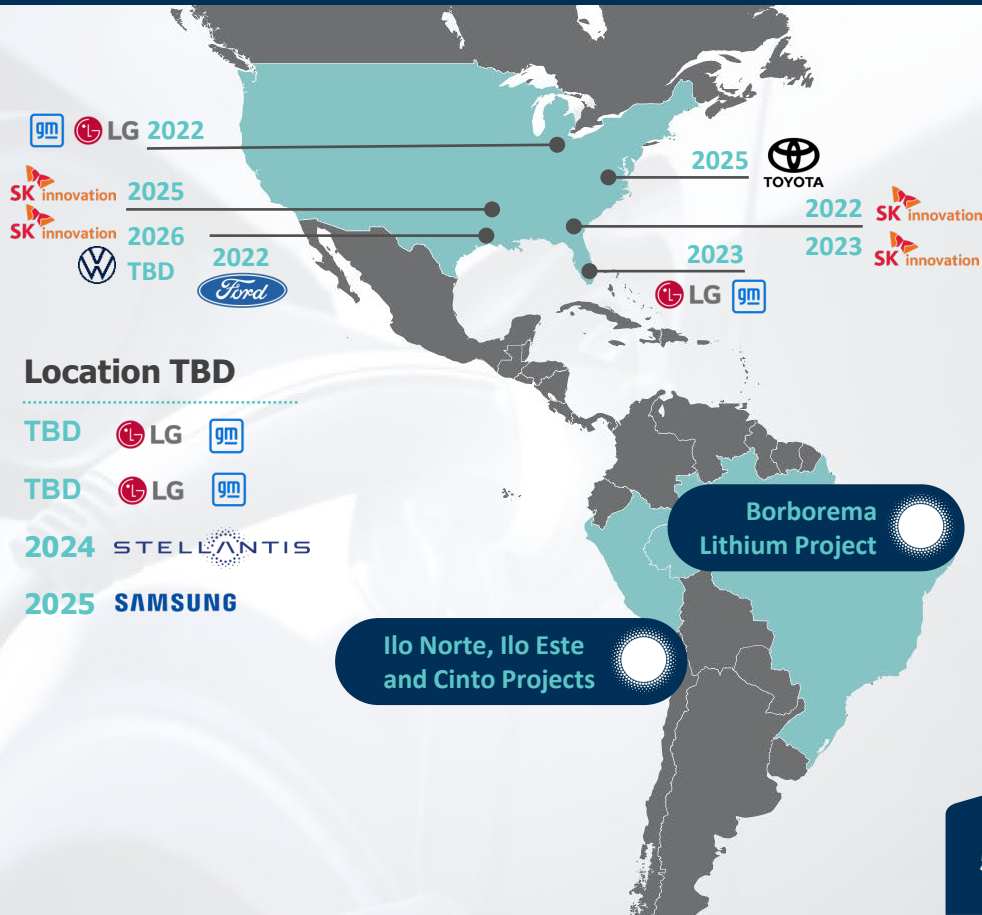 gm LG 2022
SK innovation 2025
SK innovation 2026
TBD
2022
Ford
2025
TOYOTA
2022 SK innovation
2023 SK innovation
2023
LG gm
Location TBD
TBD LG gm
TBD LG gm
2024 STELLANTIS
2025 SAMSUNG
Borborema
Lithium Project
Ilo Norte, Ilo Este
and Cinto Projects